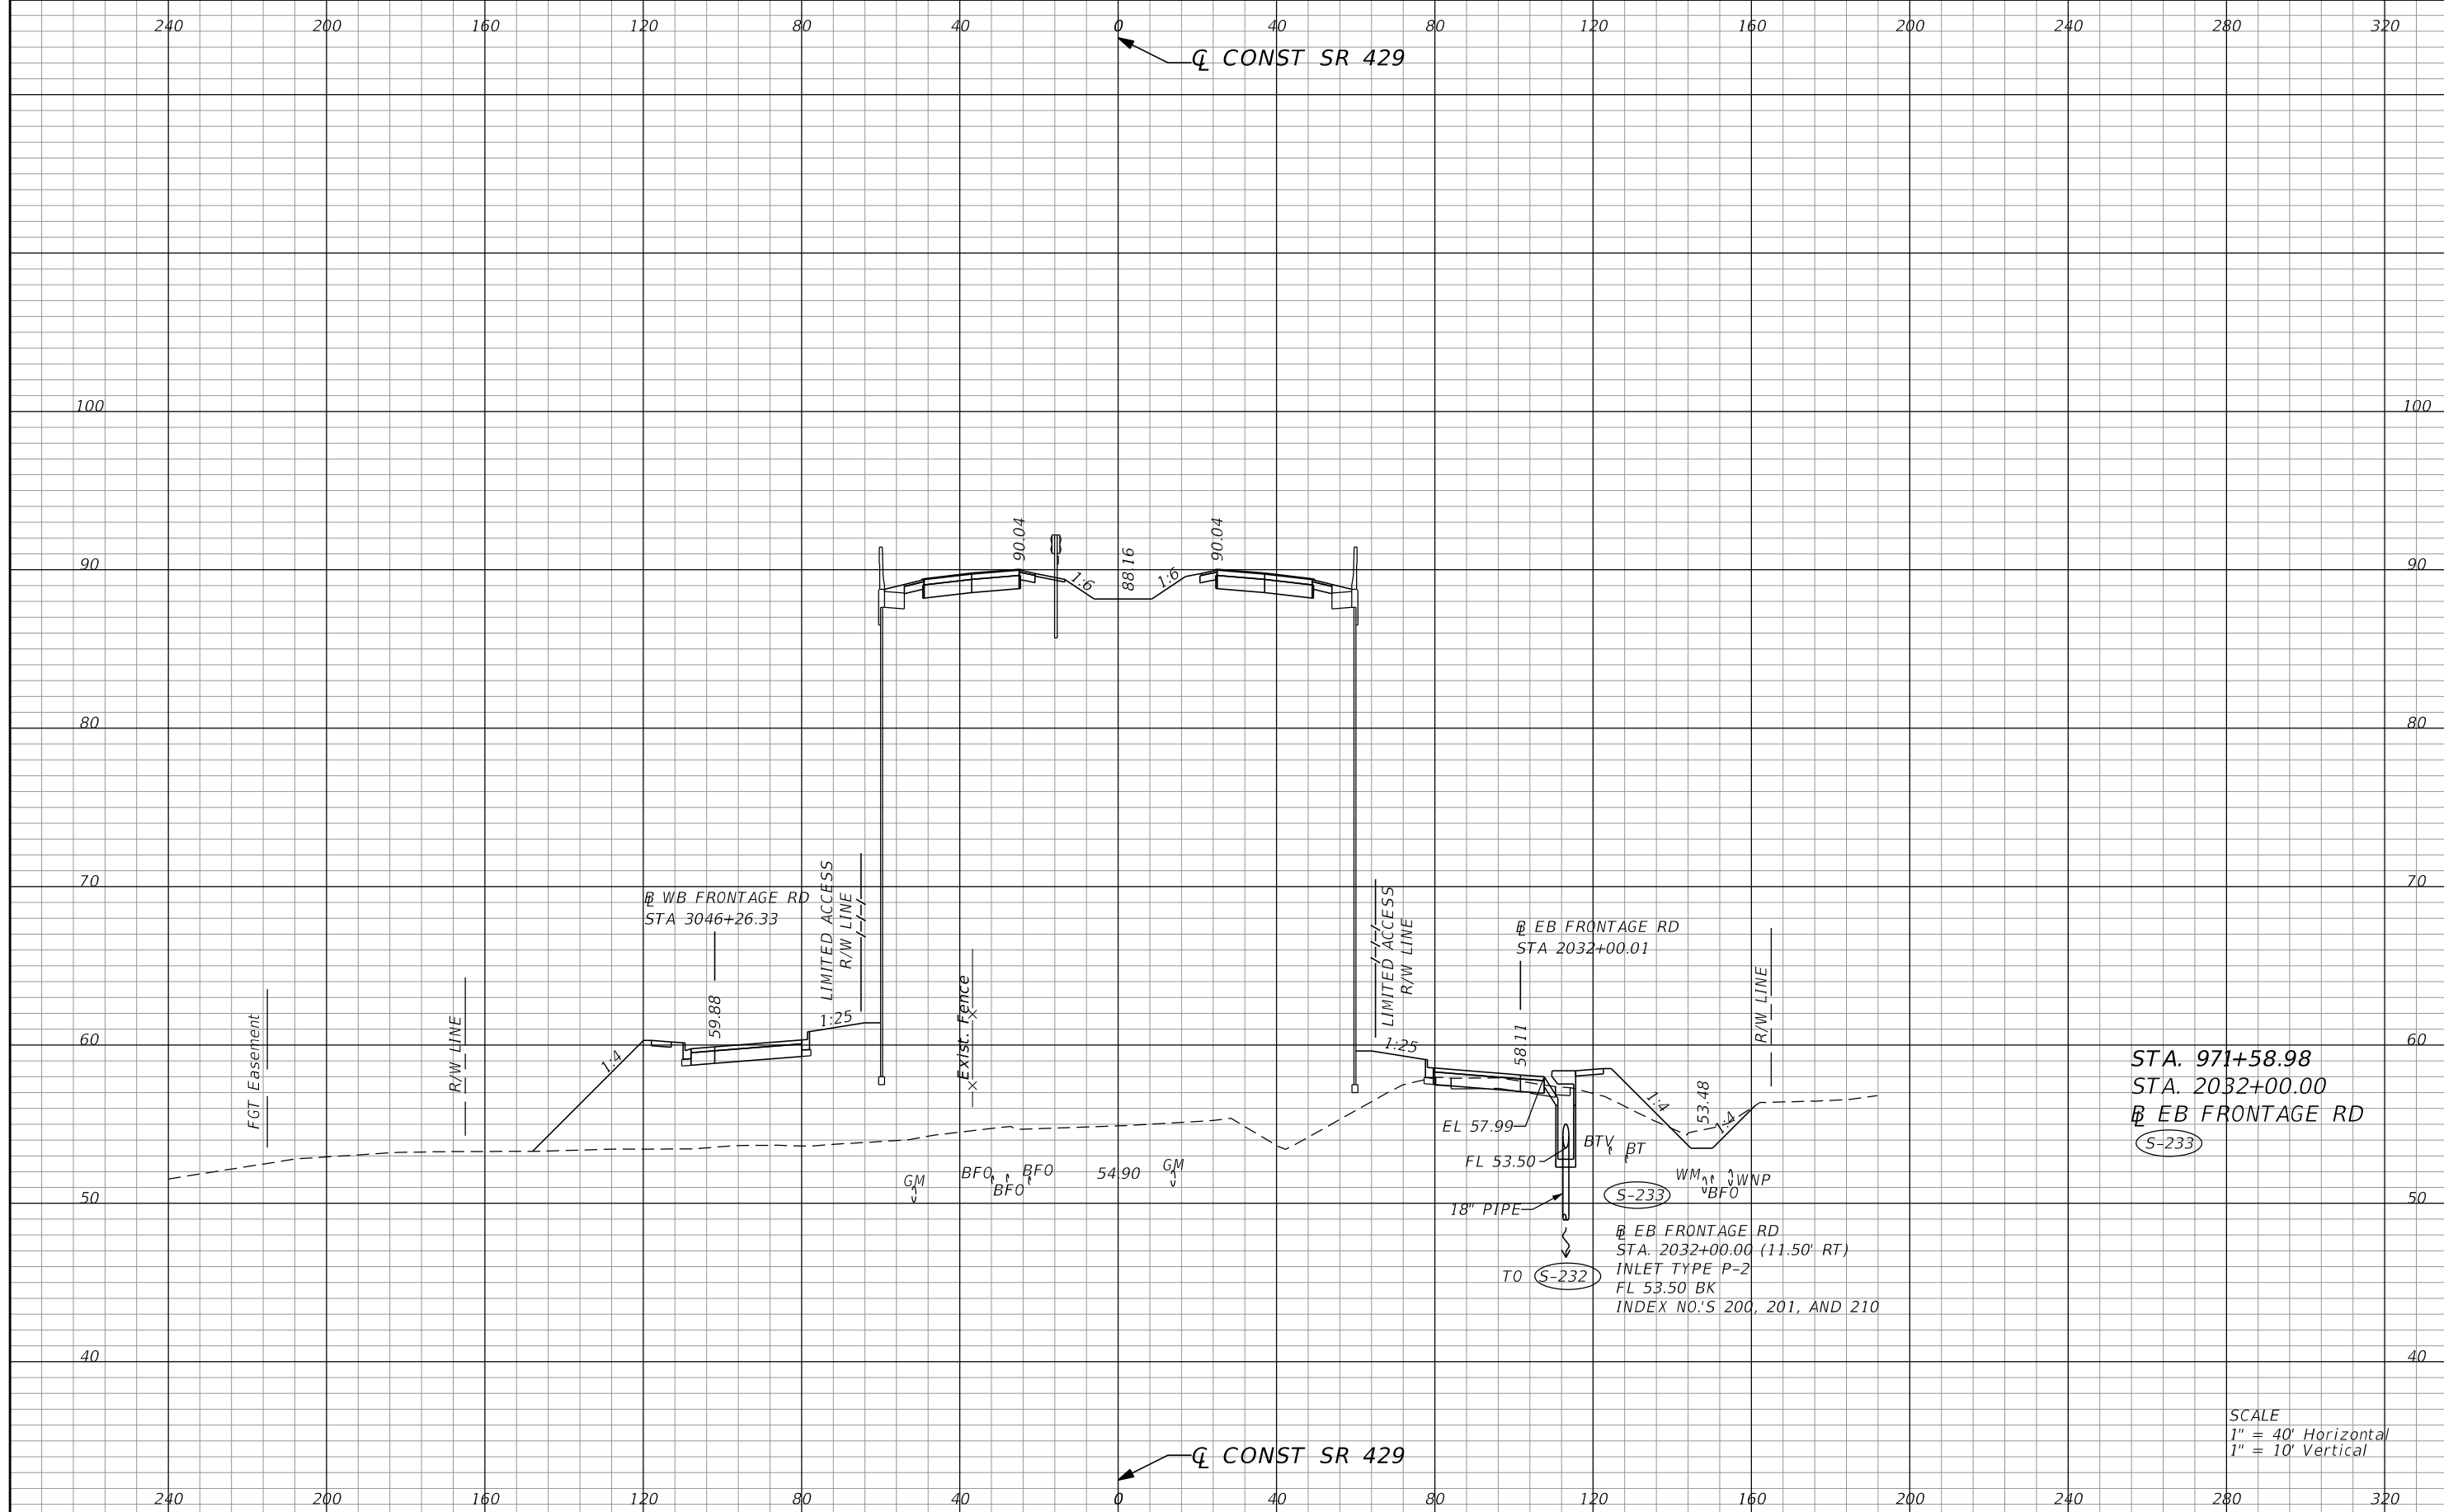 240 200 160 120 80 40 0 40 80 120 160 200 240 280 320
℄ CONST SR 429
100 100
90.04 88.16 90.04
90 90
1:6 1:6
80 80
70 70
LIMITED ACCESS
R/W LINE
LIMITED ACCESS
R/W LINE
BL WB FRONTAGE RD
STA 3046+26.33
BL EB FRONTAGE RD
STA 2032+00.01
FGT Easement
R/W LINE
59.88
Exist. Fence
58.11
R/W LINE
60 60
1:4 1:25 1:25 1:4 53.48 1:4
STA. 971+58.98
STA. 2032+00.00
BL EB FRONTAGE RD
S-233
EL 57.99
FL 53.50
BTV BT
GM BFO BFO BFO 54.90 GM
WM BFO WNP
50 50
18" PIPE
S-233
BL EB FRONTAGE RD
STA. 2032+00.00 (11.50' RT)
INLET TYPE P-2
FL 53.50 BK
INDEX NO.'S 200, 201, AND 210
TO S-232
40 40
SCALE
1" = 40' Horizontal
1" = 10' Vertical
℄ CONST SR 429
240 200 160 120 80 40 0 40 80 120 160 200 240 280 320